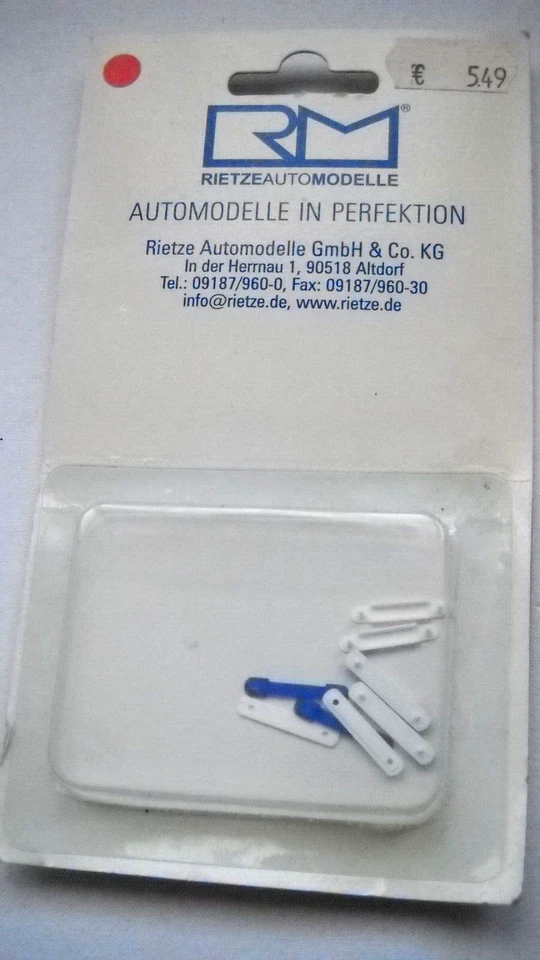 € 5.49
RM®
RIETZEAUTOMODELLE
AUTOMODELLE IN PERFEKTION
Rietze Automodelle GmbH & Co. KG
In der Herrnau 1, 90518 Altdorf
Tel.: 09187/960-0, Fax: 09187/960-30
info@rietze.de, www.rietze.de